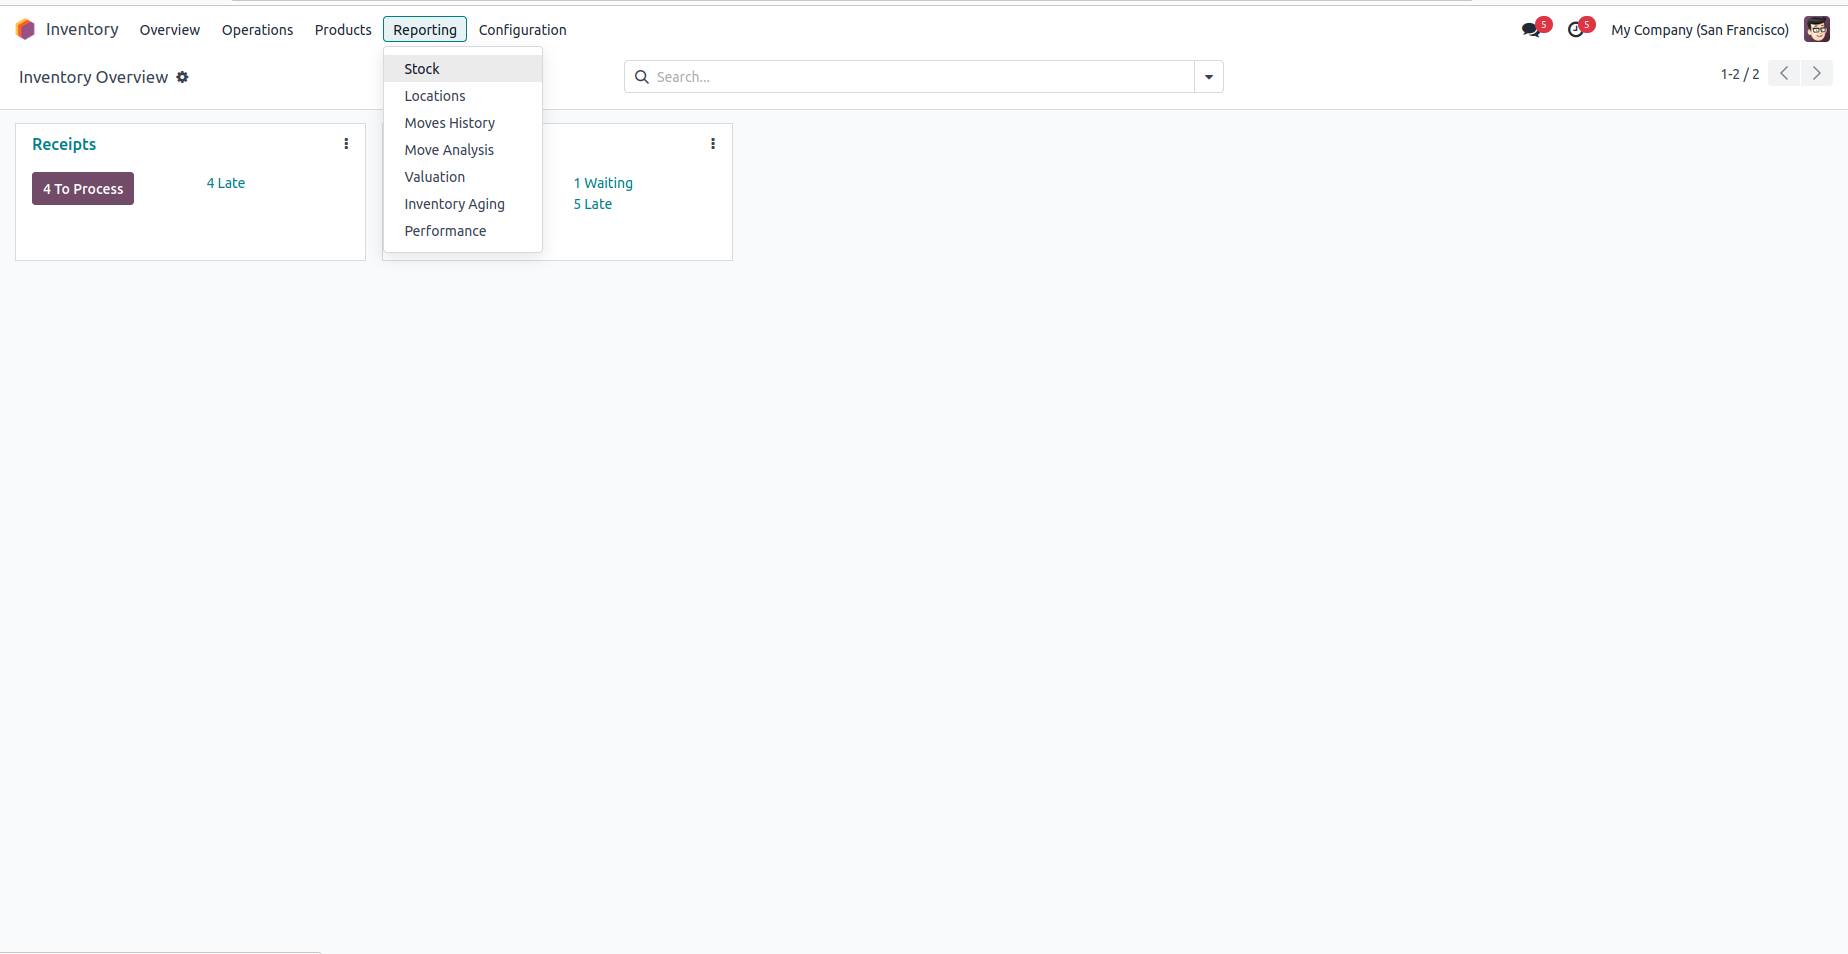 Inventory Overview Operations Products Reporting Configuration 5 5 My Company (San Francisco)
Inventory Overview Search... 1-2 / 2
Stock
Locations
Moves History
Move Analysis
Valuation
Inventory Aging
Performance
Receipts
4 To Process 4 Late
1 Waiting
5 Late